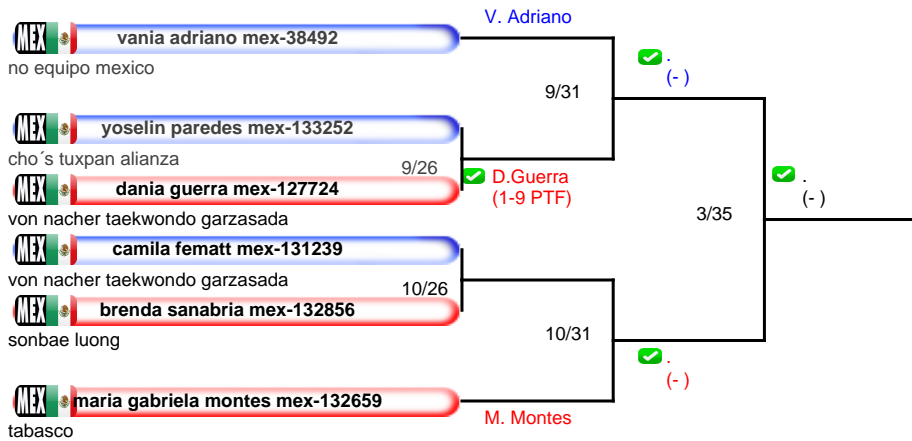 V. Adriano
MEX vania adriano mex-38492
no equipo mexico
.
(- )
9/31
MEX yoselin paredes mex-133252
cho´s tuxpan alianza
9/26
D.Guerra
(1-9 PTF)
MEX dania guerra mex-127724
von nacher taekwondo garzasada
.
(- )
3/35
MEX camila fematt mex-131239
von nacher taekwondo garzasada
10/26
MEX brenda sanabria mex-132856
sonbae luong
10/31
.
(- )
MEX maria gabriela montes mex-132659
M. Montes
tabasco